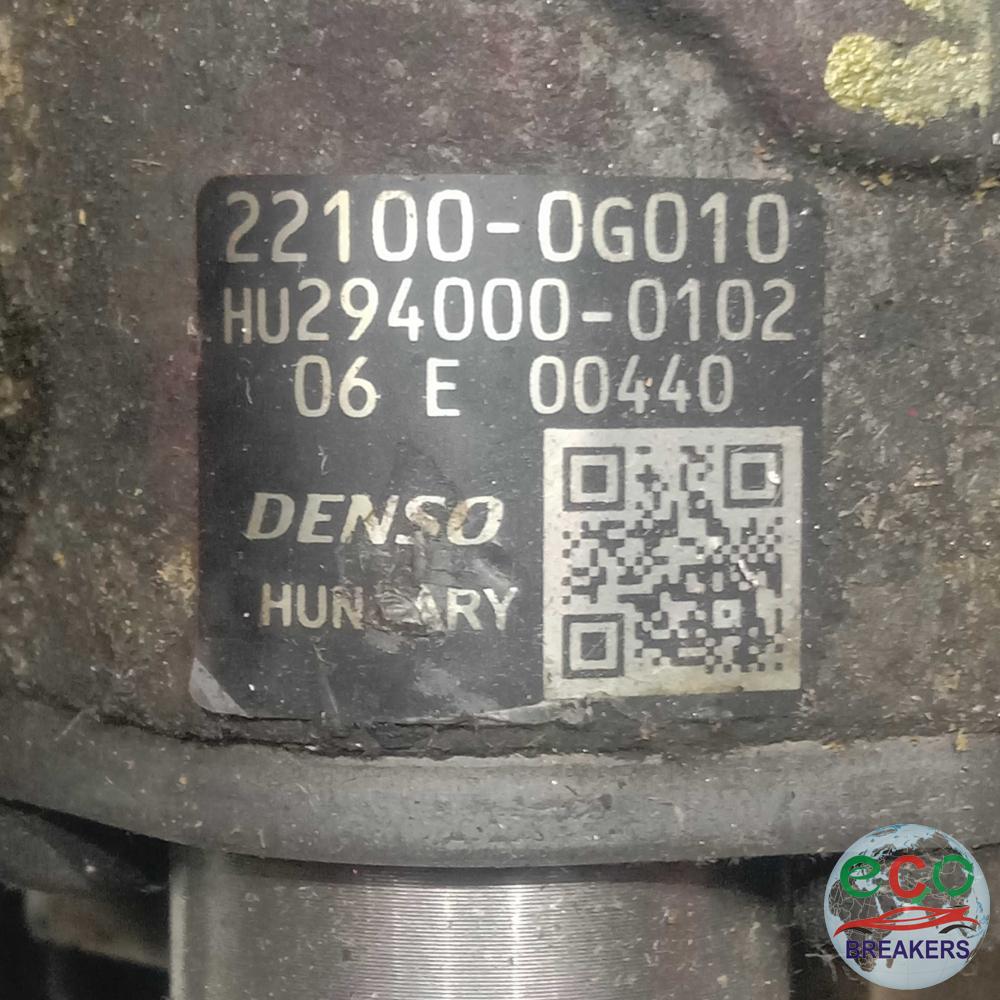 22100-0G010
HU294000-0102
06 E 00440
DENSO
HUNGARY
eco
BREAKERS